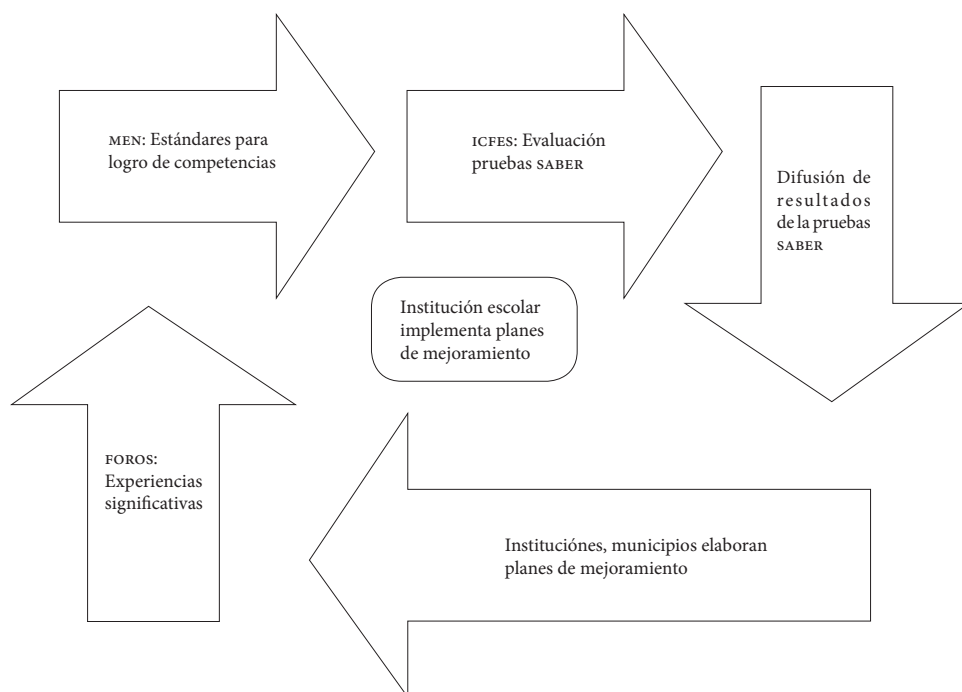 MEN: Estándares para
logro de competencias
ICFES: Evaluación
pruebas SABER
Difusión de
resultados
de la pruebas
SABER
Institución escolar
implementa planes
de mejoramiento
FOROS:
Experiencias
significativas
Instituciónes, municipios elaboran
planes de mejoramiento